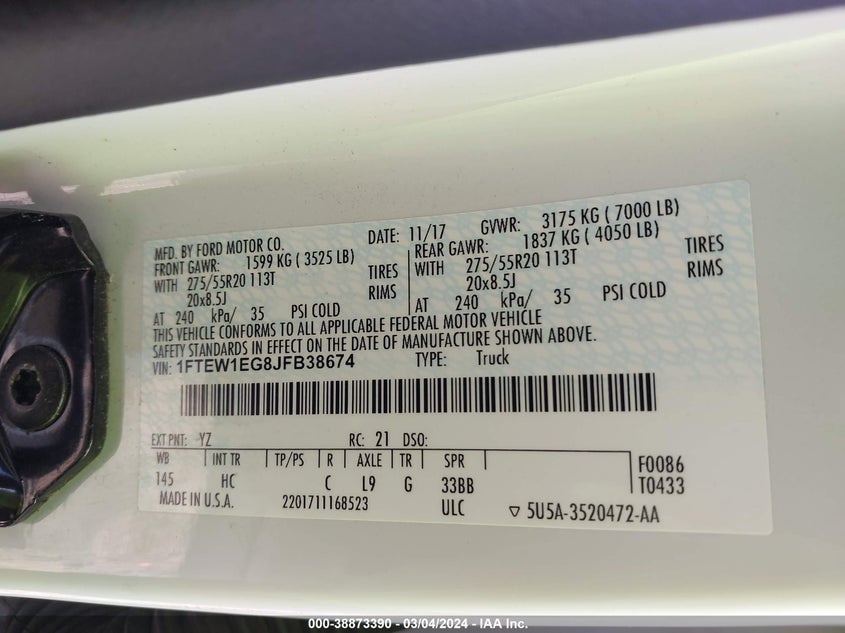 MFD. BY FORD MOTOR CO. DATE: 11/17 GVWR: 3175 KG ( 7000 LB)
FRONT GAWR: 1599 KG ( 3525 LB) REAR GAWR: 1837 KG ( 4050 LB)
WITH 275/55R20 113T TIRES WITH 275/55R20 113T TIRES
20x8.5J RIMS 20x8.5J RIMS
AT 240 kPa/ 35 PSI COLD AT 240 kPa/ 35 PSI COLD
THIS VEHICLE CONFORMS TO ALL APPLICABLE FEDERAL MOTOR VEHICLE
SAFETY STANDARDS IN EFFECT ON THE DATE OF MANUFACTURE SHOWN ABOVE.
VIN: 1FTEW1EG8JFB38674 TYPE: Truck
EXT PNT: YZ RC: 21 DSO:
WB INT TR TP/PS R AXLE TR SPR F0086
145 HC C L9 G 33BB T0433
MADE IN U.S.A. 2201711168523 ULC ▽ 5U5A-3520472-AA
000-38873390 - 03/04/2024 - IAA Inc.